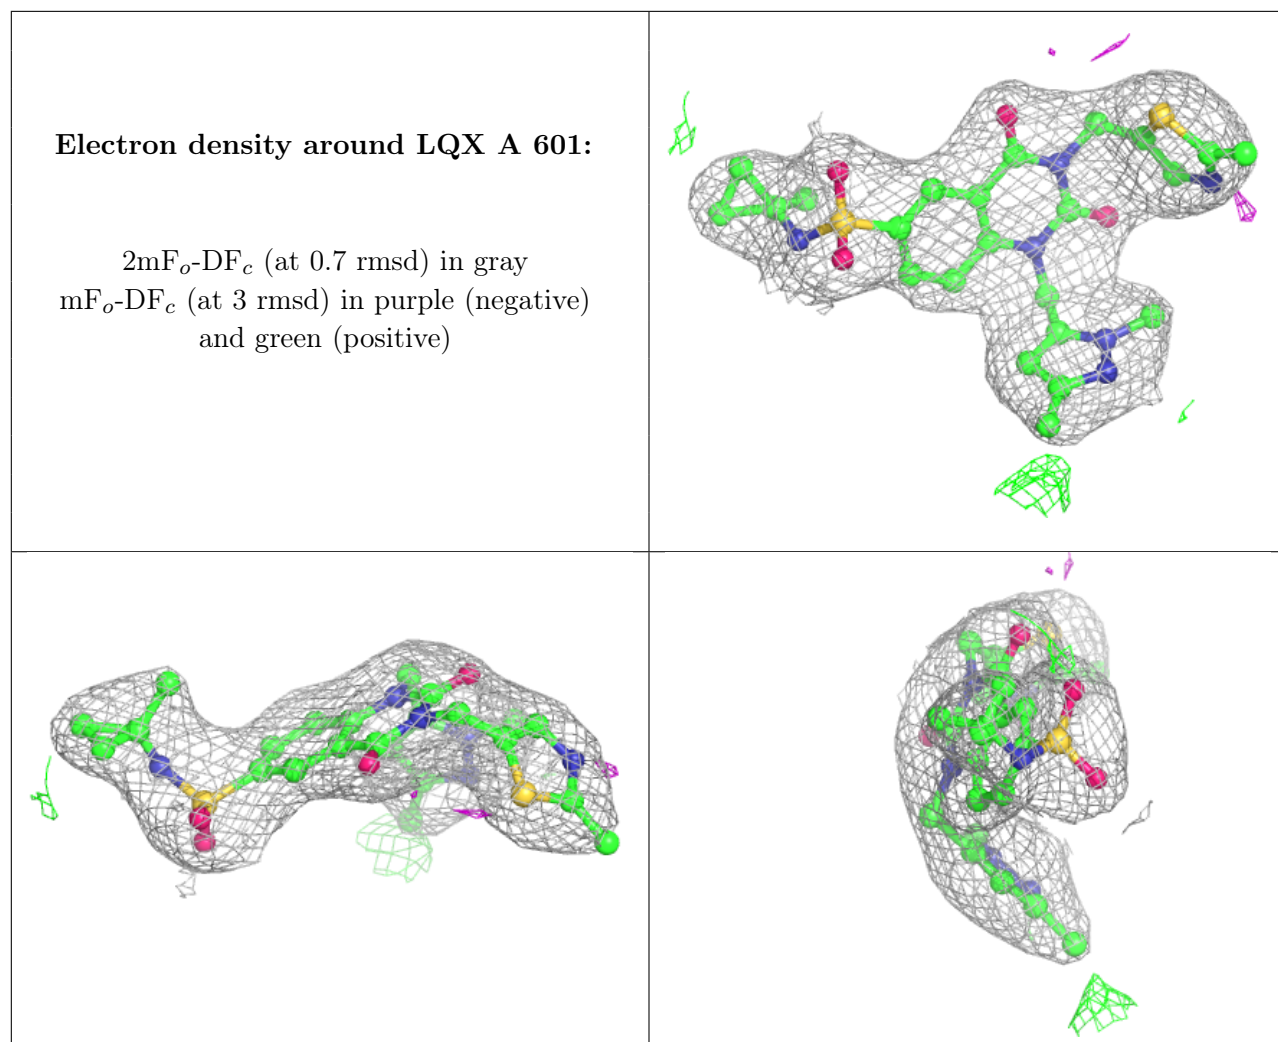 Electron density around LQX A 601:
2mFo-DFc (at 0.7 rmsd) in gray
mFo-DFc (at 3 rmsd) in purple (negative)
and green (positive)